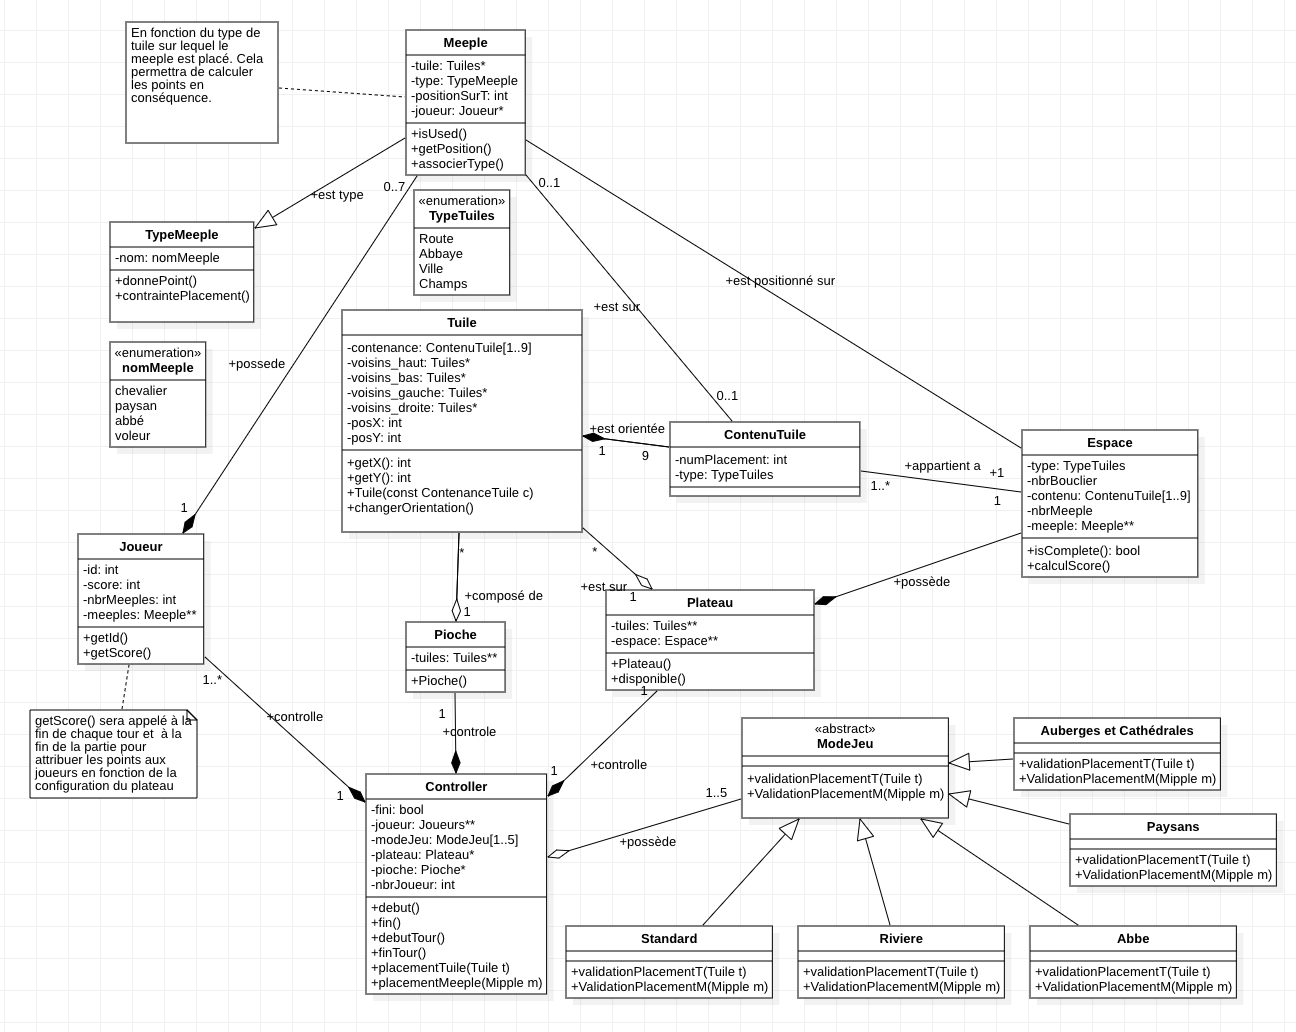 En fonction du type de
tuile sur lequel le
meeple est placé. Cela
permettra de calculer
les points en
conséquence.
Meeple
-tuile: Tuiles*
-type: TypeMeeple
-positionSurT: int
-joueur: Joueur*
+isUsed()
+getPosition()
+associerType()
+est type
0..7
0..1
TypeMeeple
-nom: nomMeeple
+donnePoint()
+contraintePlacement()
«enumeration»
TypeTuiles
Route
Abbaye
Ville
Champs
+est positionné sur
+est sur
«enumeration»
nomMeeple
chevalier
paysan
abbé
voleur
+possede
Tuile
-contenance: ContenuTuile[1..9]
-voisins_haut: Tuiles*
-voisins_bas: Tuiles*
-voisins_gauche: Tuiles*
-voisins_droite: Tuiles*
-posX: int
-posY: int
+getX(): int
+getY(): int
+Tuile(const ContenanceTuile c)
+changerOrientation()
0..1
+est orientée
1
9
ContenuTuile
-numPlacement: int
-type: TypeTuiles
+appartient a
+1
1..*
1
Espace
-type: TypeTuiles
-nbrBouclier
-contenu: ContenuTuile[1..9]
-nbrMeeple
-meeple: Meeple**
+isComplete(): bool
+calculScore()
1
Joueur
-id: int
-score: int
-nbrMeeples: int
-meeples: Meeple**
+getId()
+getScore()
*
*
+composé de
1
+est sur
1
+possède
Pioche
-tuiles: Tuiles**
+Pioche()
Plateau
-tuiles: Tuiles**
-espace: Espace**
+Plateau()
+disponible()
1
1..*
+controlle
getScore() sera appelé à la
fin de chaque tour et  à la
fin de la partie pour
attribuer les points aux
joueurs en fonction de la
configuration du plateau
1
+controle
1
+controlle
1
Controller
-fini: bool
-joueur: Joueurs**
-modeJeu: ModeJeu[1..5]
-plateau: Plateau*
-pioche: Pioche*
-nbrJoueur: int
+debut()
+fin()
+debutTour()
+finTour()
+placementTuile(Tuile t)
+placementMeeple(Mipple m)
1..5
+possède
«abstract»
ModeJeu
+validationPlacementT(Tuile t)
+ValidationPlacementM(Mipple m)
Auberges et Cathédrales
+validationPlacementT(Tuile t)
+ValidationPlacementM(Mipple m)
Paysans
+validationPlacementT(Tuile t)
+ValidationPlacementM(Mipple m)
Standard
+validationPlacementT(Tuile t)
+ValidationPlacementM(Mipple m)
Riviere
+validationPlacementT(Tuile t)
+ValidationPlacementM(Mipple m)
Abbe
+validationPlacementT(Tuile t)
+ValidationPlacementM(Mipple m)